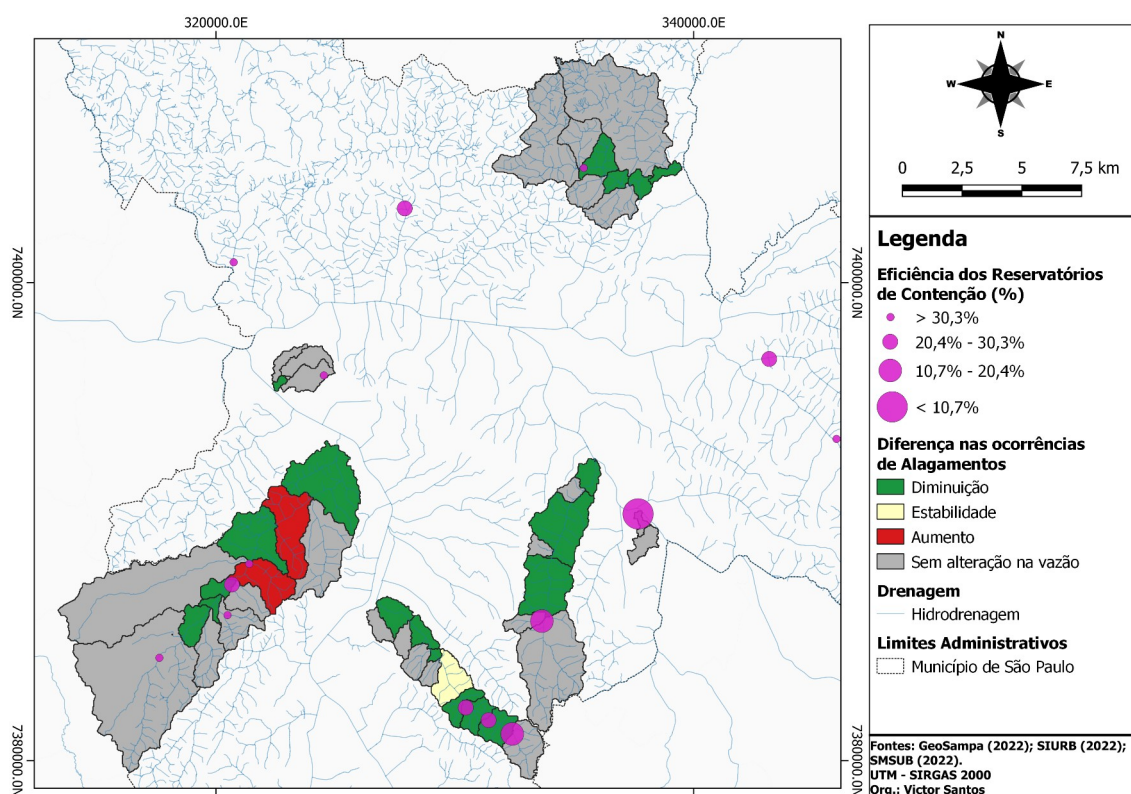 320000.0E
340000.0E
7400000.0N
7400000.0N
7380000.0N
7380000.0N
N
W
E
S
0 2,5 5 7,5 km
Legenda
Eficiência dos Reservatórios
de Contenção (%)
> 30,3%
20,4% - 30,3%
10,7% - 20,4%
< 10,7%
Diferença nas ocorrências
de Alagamentos
Diminuição
Estabilidade
Aumento
Sem alteração na vazão
Drenagem
Hidrodrenagem
Limites Administrativos
Município de São Paulo
Fontes: GeoSampa (2022); SIURB (2022);
SMSUB (2022).
UTM - SIRGAS 2000
Org.: Victor Santos